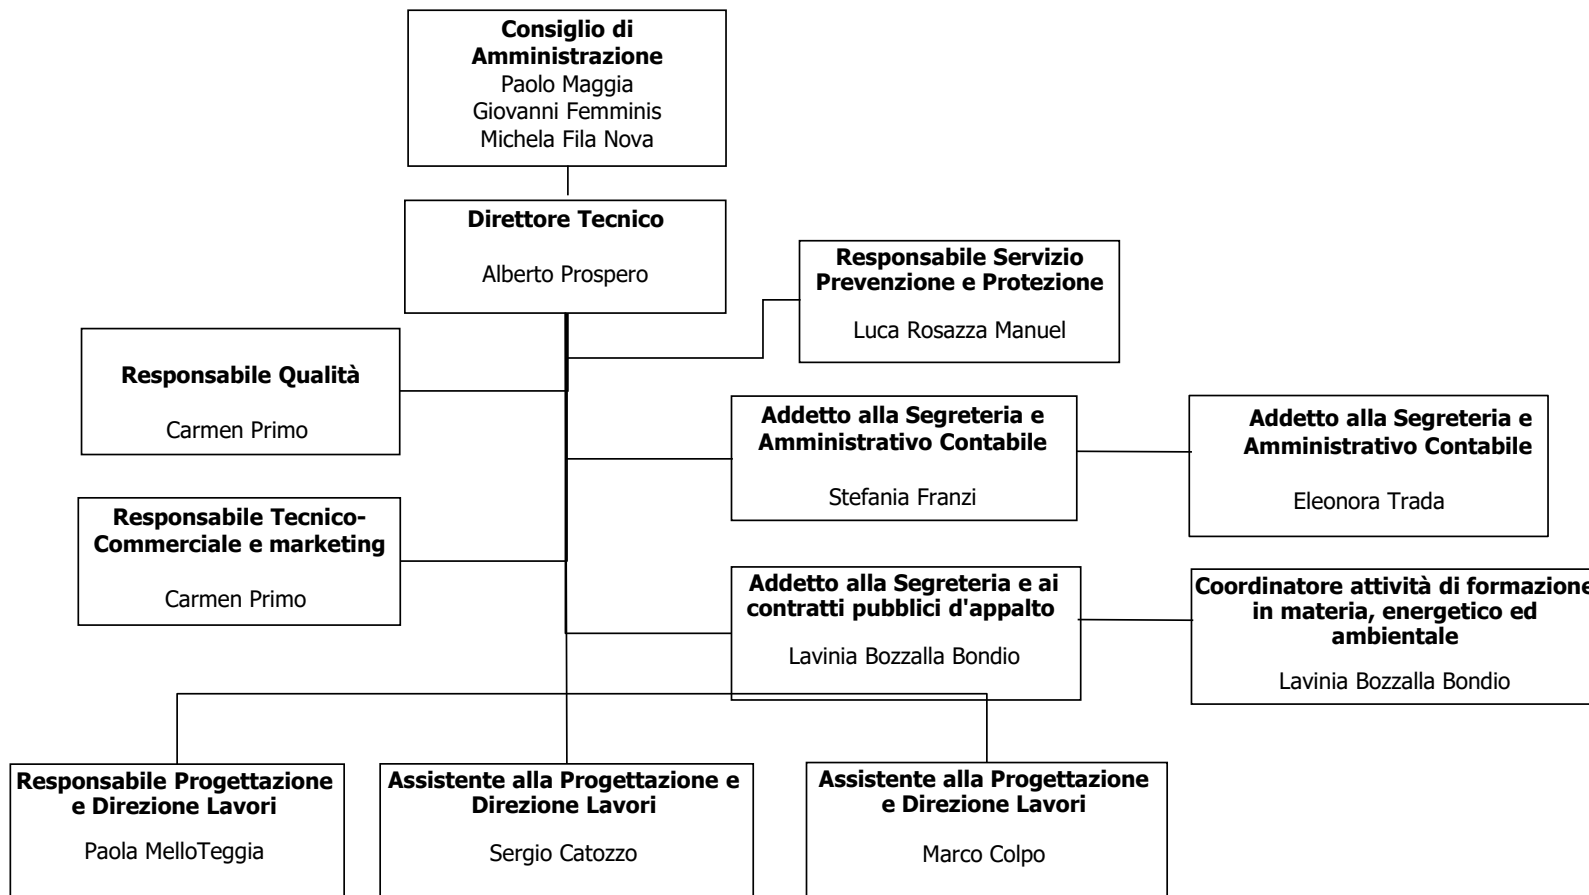 Consiglio di
Amministrazione
Paolo Maggia
Giovanni Femminis
Michela Fila Nova
Direttore Tecnico
Alberto Prospero
Responsabile Servizio
Prevenzione e Protezione
Luca Rosazza Manuel
Responsabile Qualità
Carmen Primo
Addetto alla Segreteria e
Amministrativo Contabile
Stefania Franzi
Addetto alla Segreteria e
Amministrativo Contabile
Eleonora Trada
Responsabile Tecnico-
Commerciale e marketing
Carmen Primo
Addetto alla Segreteria e ai
contratti pubblici d'appalto
Lavinia Bozzalla Bondio
Coordinatore attività di formazione
in materia, energetico ed
ambientale
Lavinia Bozzalla Bondio
Responsabile Progettazione
e Direzione Lavori
Paola MelloTeggia
Assistente alla Progettazione e
Direzione Lavori
Sergio Catozzo
Assistente alla Progettazione
e Direzione Lavori
Marco Colpo